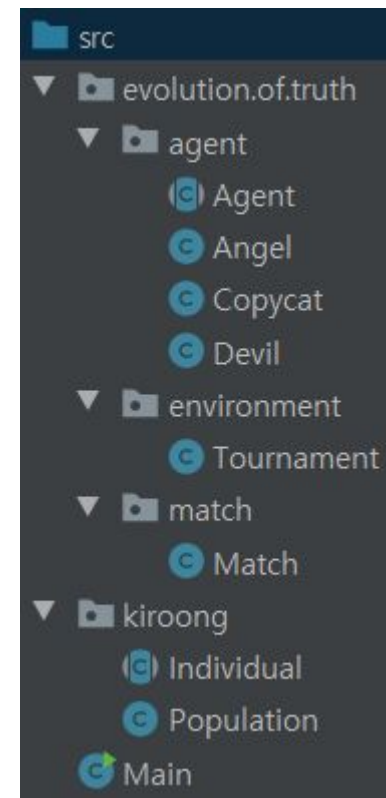 src
evolution.of.truth
agent
Agent
Angel
Copycat
Devil
environment
Tournament
match
Match
kiroong
Individual
Population
Main